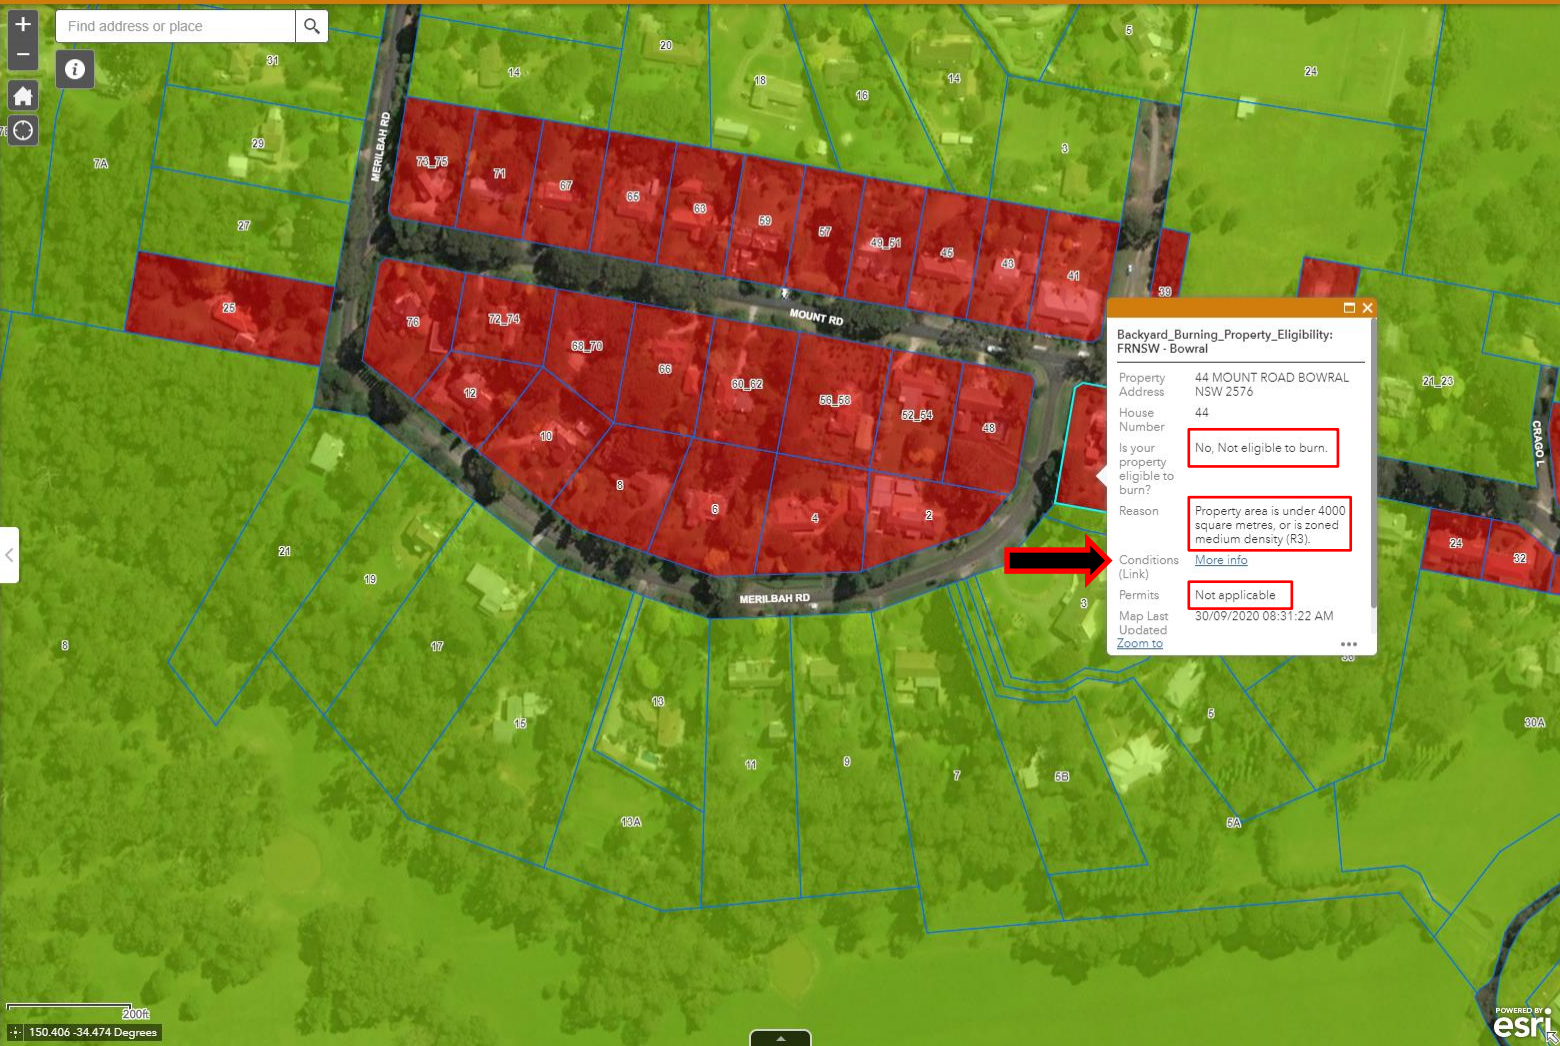 +
Find address or place
−
i
31
14
20
18
16
14
5
24
29
7A
MERILBAH RD
73_75
71
67
65
63
59
57
49_51
45
43
41
39
3
27
25
76
72_74
68_70
66
60_62
56_58
52_54
48
MOUNT RD
12
10
8
6
4
2
MERILBAH RD
Backyard_Burning_Property_Eligibility:
FRNSW - Bowral
Property Address
44 MOUNT ROAD BOWRAL
NSW 2576
House Number
44
Is your property eligible to burn?
No, Not eligible to burn.
Reason
Property area is under 4000
square metres, or is zoned
medium density (R3).
Conditions (Link)
More info
Permits
Not applicable
Map Last Updated
30/09/2020 08:31:22 AM
Zoom to
21_23
CRAGO L
24
32
21
19
17
15
8
13
13A
11
9
7
3
5B
5
5A
30A
200ft
150.406 -34.474 Degrees
POWERED BY
esri